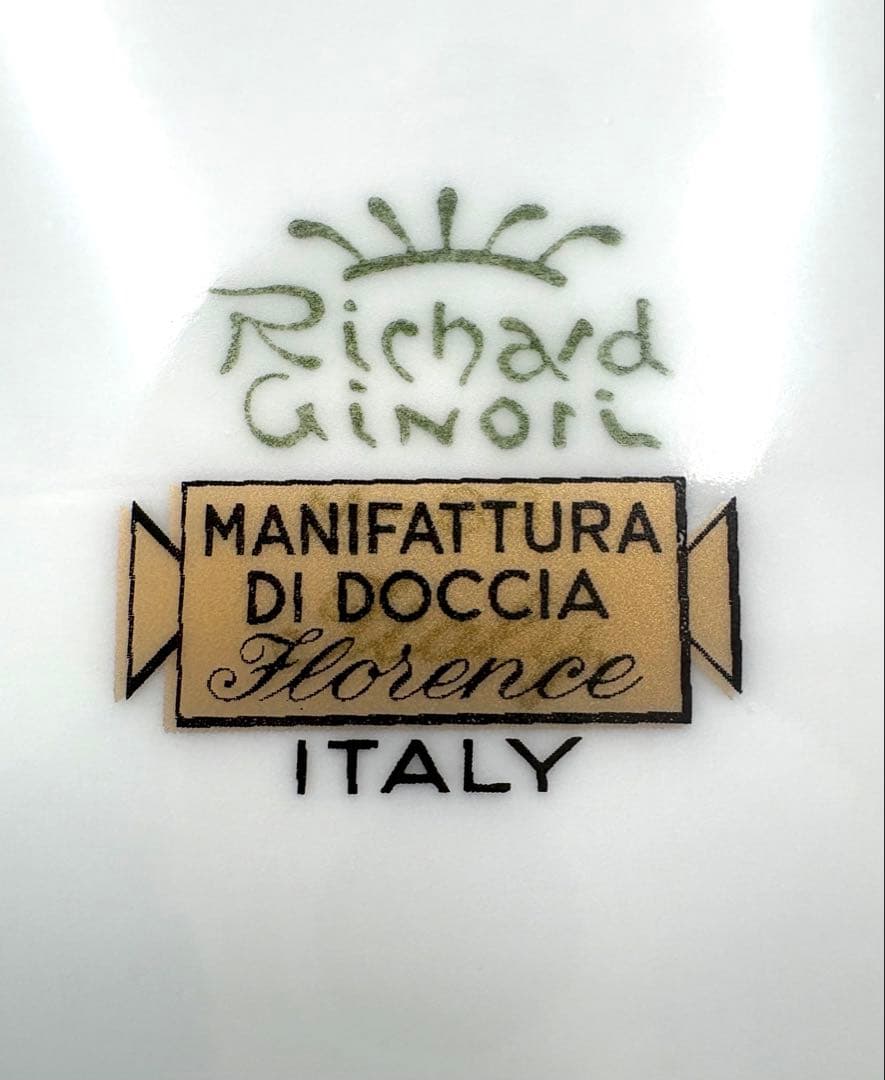 Richard
Ginori
MANIFATTURA
DI DOCCIA
Florence
ITALY